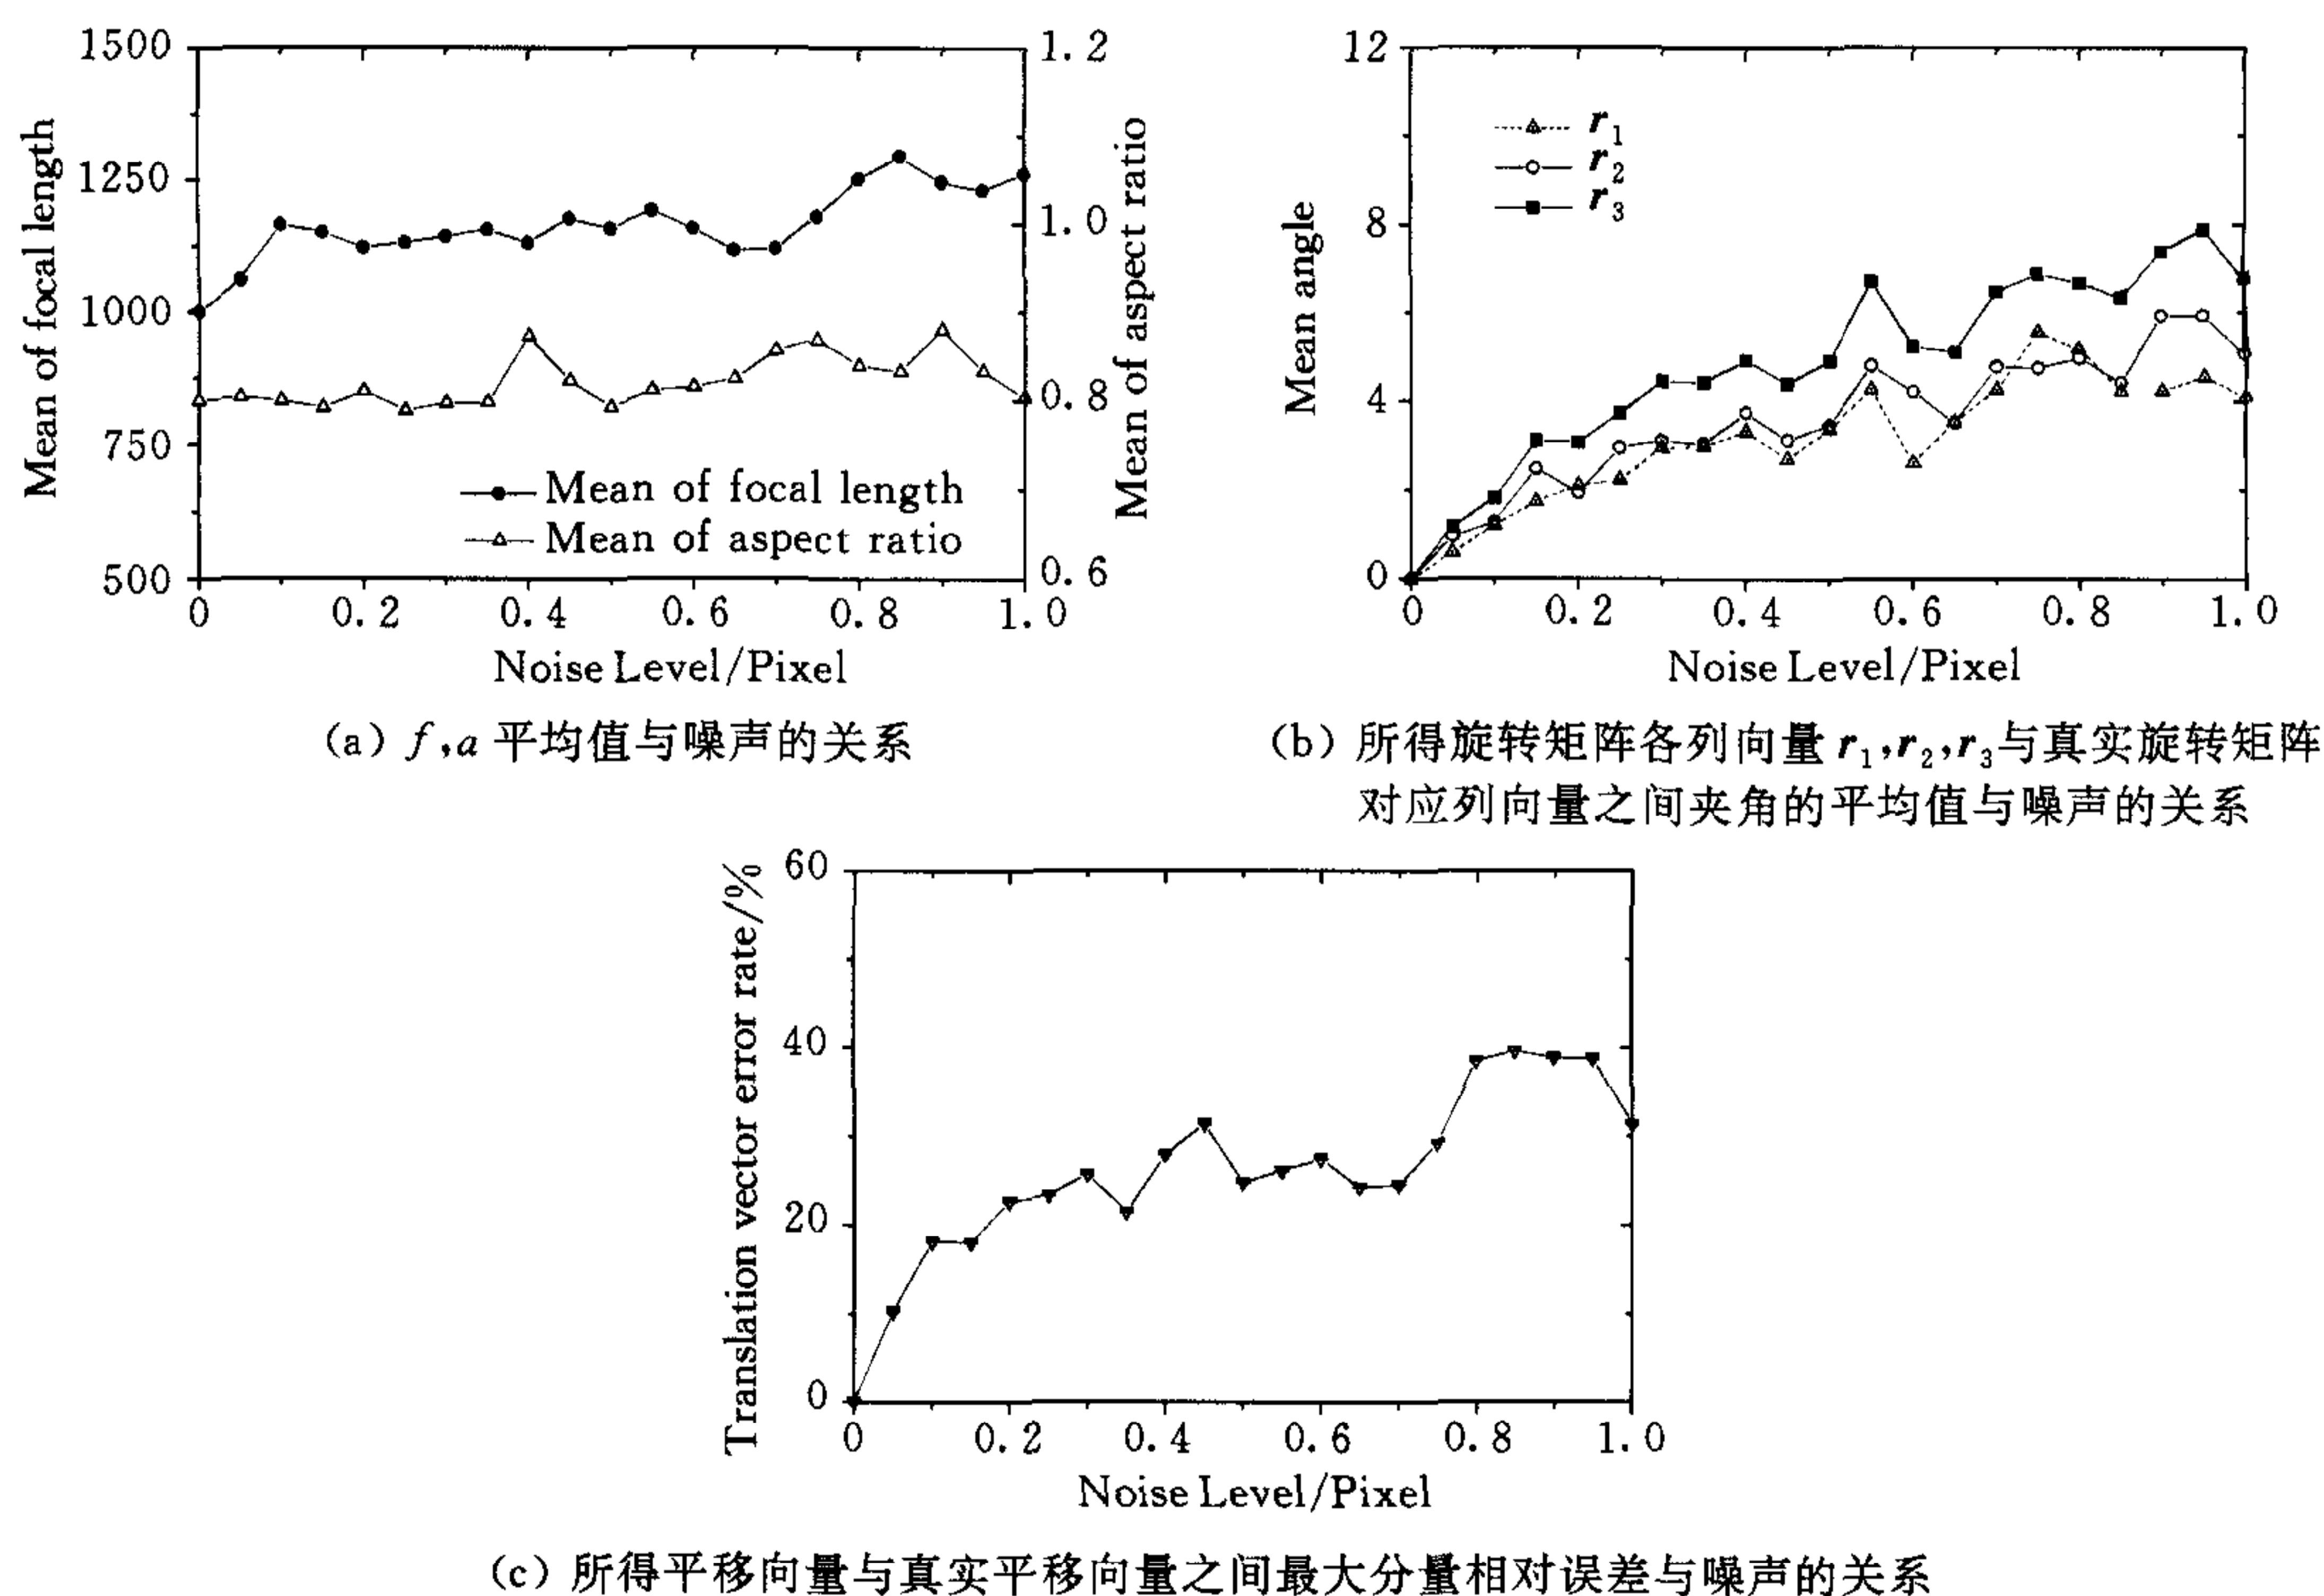 1500
1250
1000
750
500
Mean of focal length
1.2
1.0
0.8
0.6
Mean of aspect ratio
Mean of focal length
Mean of aspect ratio
0 0.2 0.4 0.6 0.8 1.0
Noise Level/Pixel
(a) f,a 平均值与噪声的关系
12
8
4
0
Mean angle
r1
r2
r3
0 0.2 0.4 0.6 0.8 1.0
Noise Level/Pixel
(b) 所得旋转矩阵各列向量 r1,r2,r3与真实旋转矩阵
对应列向量之间夹角的平均值与噪声的关系
60
40
20
0
Translation vector error rate/%
0 0.2 0.4 0.6 0.8 1.0
Noise Level/Pixel
(c) 所得平移向量与真实平移向量之间最大分量相对误差与噪声的关系